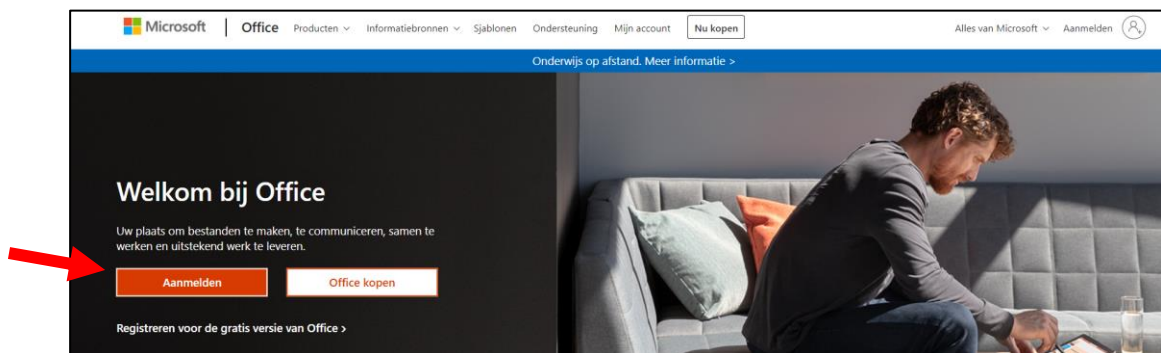 Microsoft Office Producten Informatiebronnen Sjablonen Ondersteuning Mijn account Nu kopen Alles van Microsoft Aanmelden
Onderwijs op afstand. Meer informatie >
Welkom bij Office
Uw plaats om bestanden te maken, te communiceren, samen te
werken en uitstekend werk te leveren.
Aanmelden Office kopen
Registreren voor de gratis versie van Office >